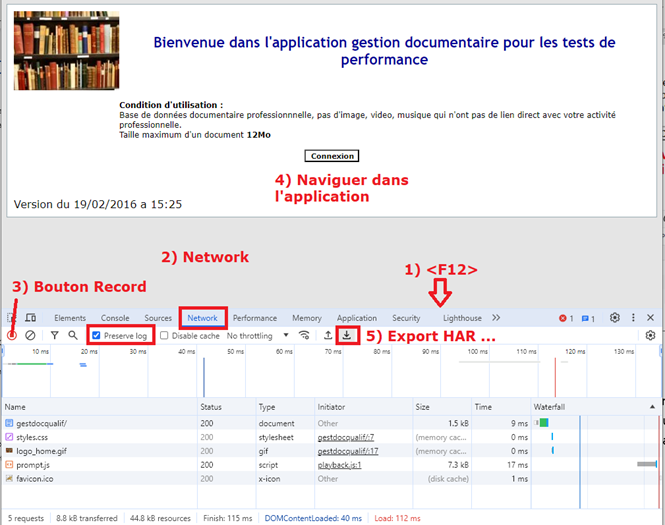 Bienvenue dans l'application gestion documentaire pour les tests de
performance
Condition d'utilisation :
Base de données documentaire professionnnelle, pas d'image, video, musique qui n'ont pas de lien direct avec votre activité
professionnelle.
Taille maximum d'un document 12Mo
Connexion
4) Naviguer dans
l'application
Version du 19/02/2016 a 15:25
2) Network
1) <F12>
3) Bouton Record
Elements Console Sources Network Performance Memory Application Security Lighthouse 1 1
Preserve log Disable cache No throttling 5) Export HAR ...
10 ms 20 ms 30 ms 40 ms 50 ms 60 ms 70 ms 80 ms 90 ms 100 ms 110 ms 120 ms 130 ms
Name Status Type Initiator Size Time Waterfall
gestdocqualif/ 200 document Other 1.5 kB 9 ms
styles.css 200 stylesheet gestdocqualif/:7 (memory cac... 0 ms
logo_home.gif 200 gif gestdocqualif/:17 (memory cac... 0 ms
prompt.js 200 script playback.js:1 7.3 kB 17 ms
favicon.ico 200 x-icon Other (disk cache) 1 ms
5 requests 8.8 kB transferred 44.8 kB resources Finish: 115 ms DOMContentLoaded: 40 ms Load: 112 ms